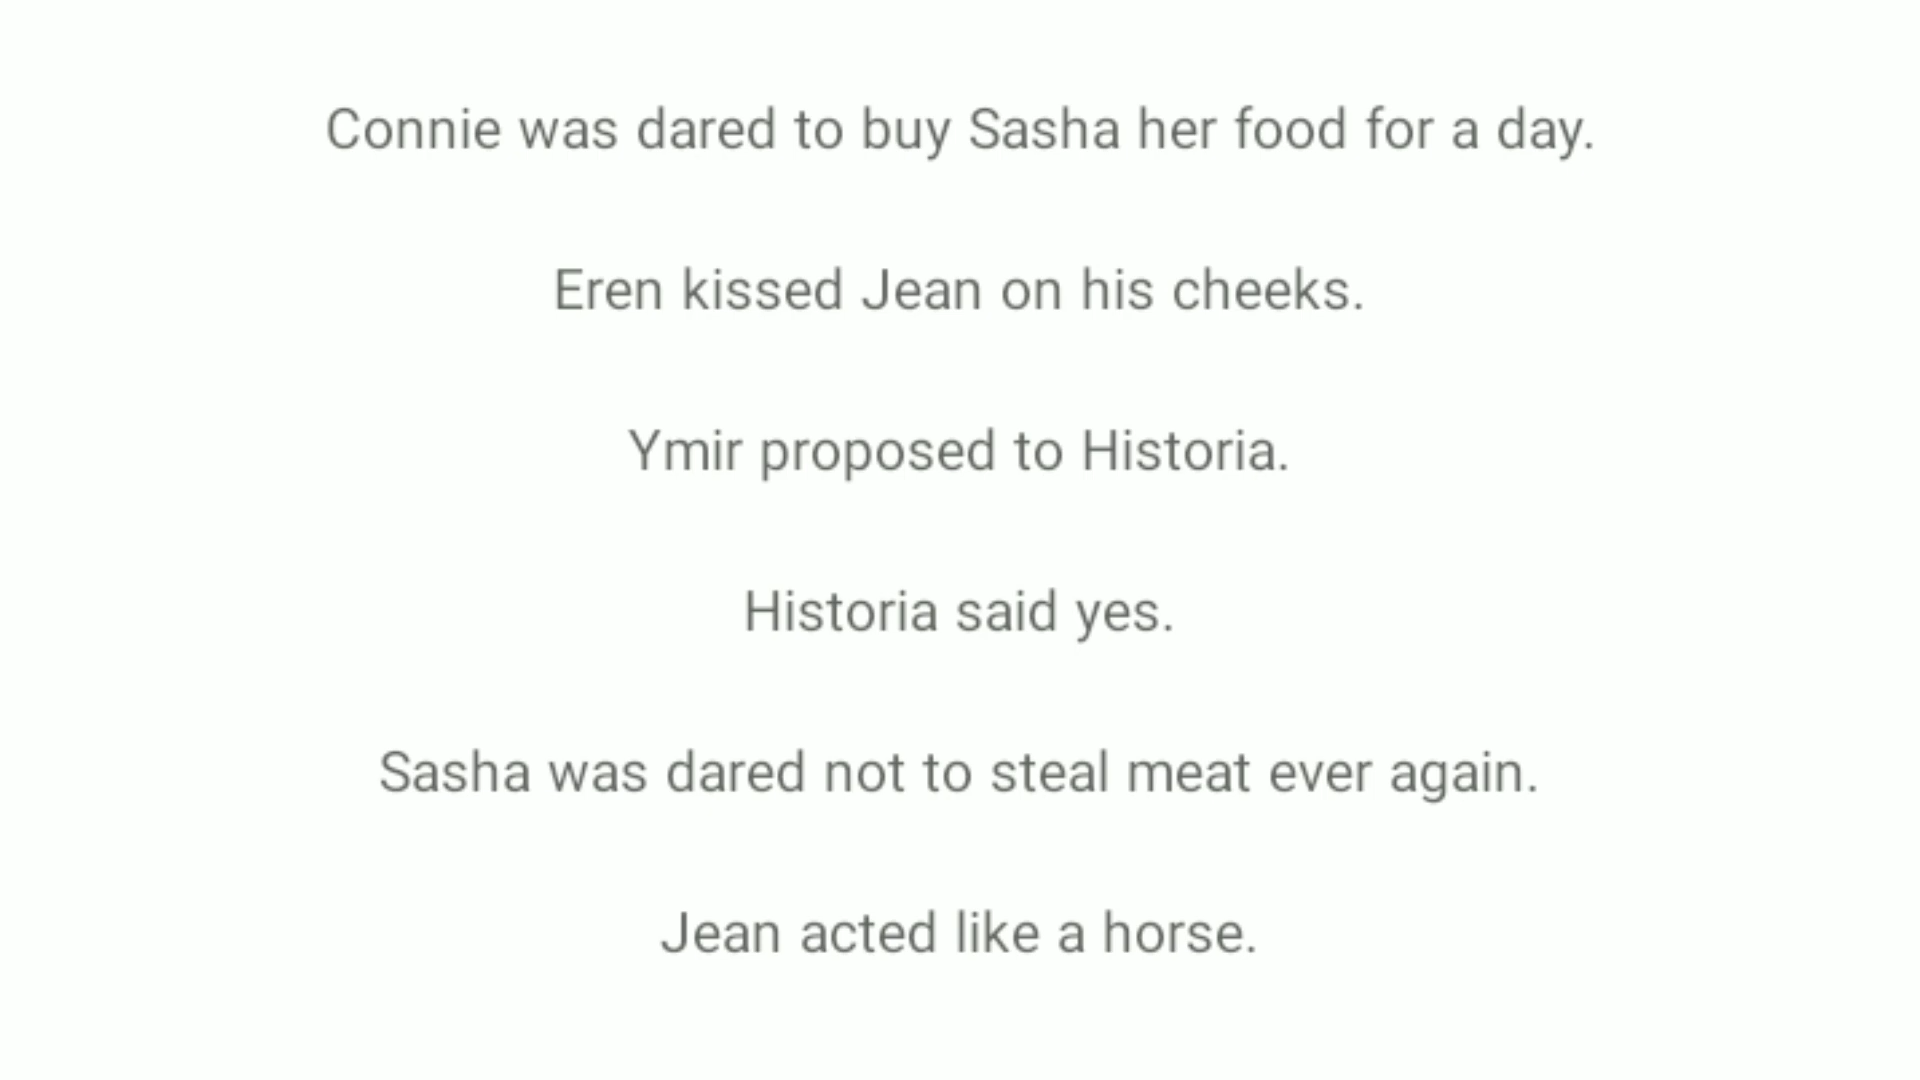 Connie was dared to buy Sasha her food for a day.
Eren kissed Jean on his cheeks.
Ymir proposed to Historia.
Historia said yes.
Sasha was dared not to steal meat ever again.
Jean acted like a horse.